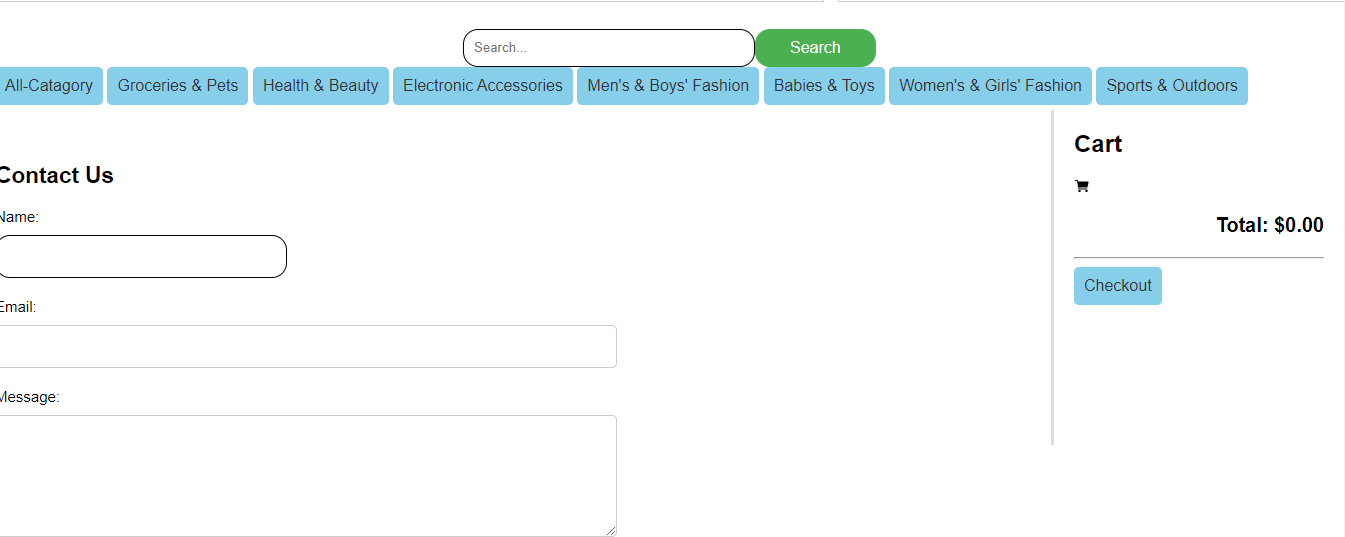 Search...
Search
All-Catagory
Groceries & Pets
Health & Beauty
Electronic Accessories
Men's & Boys' Fashion
Babies & Toys
Women's & Girls' Fashion
Sports & Outdoors
Cart
Total: $0.00
Checkout
Contact Us
Name:
Email:
Message: